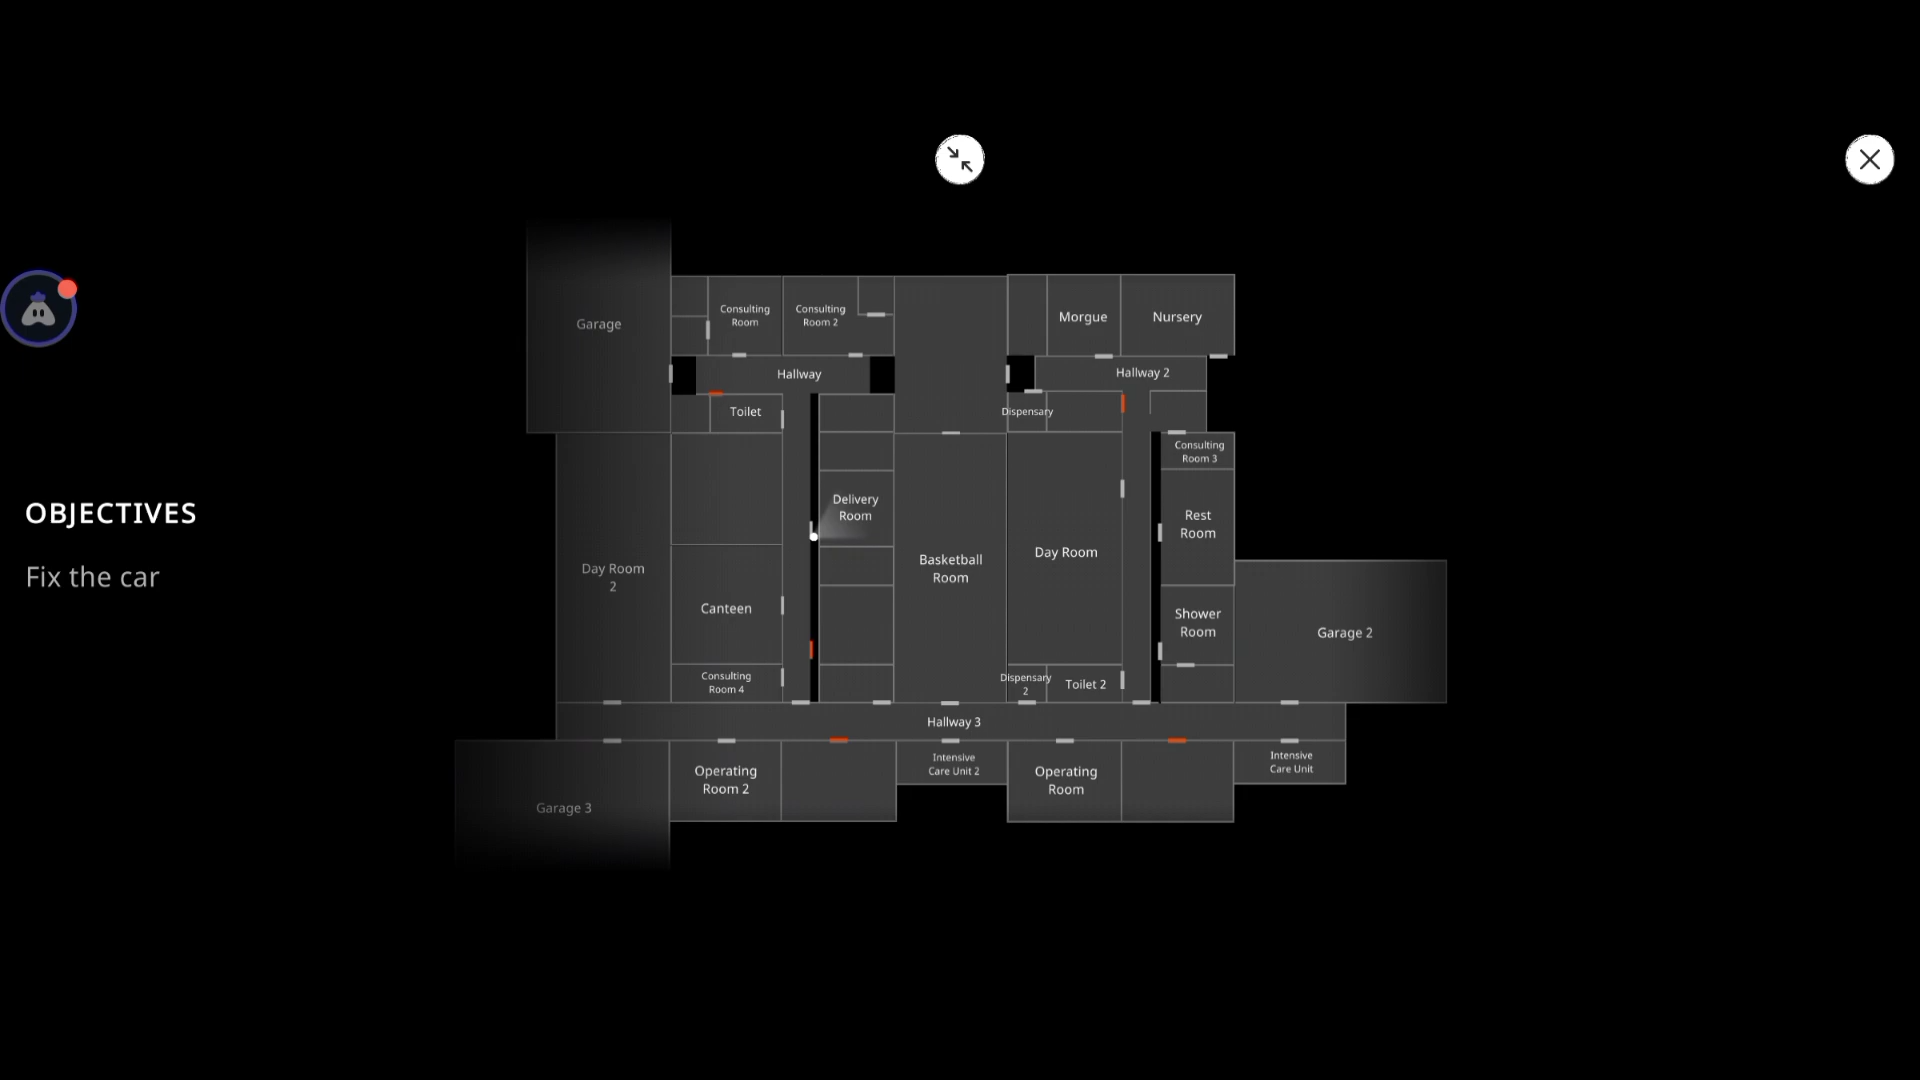 Garage
Consulting
Room
Consulting
Room 2
Morgue
Nursery
Hallway
Hallway 2
Toilet
Dispensary
Consulting
Room 3
Delivery
Room
Rest
Room
OBJECTIVES
Fix the car
Day Room
2
Basketball
Room
Day Room
Canteen
Shower
Room
Garage 2
Consulting
Room 4
Dispensary
2
Toilet 2
Hallway 3
Operating
Room 2
Intensive
Care Unit 2
Operating
Room
Intensive
Care Unit
Garage 3